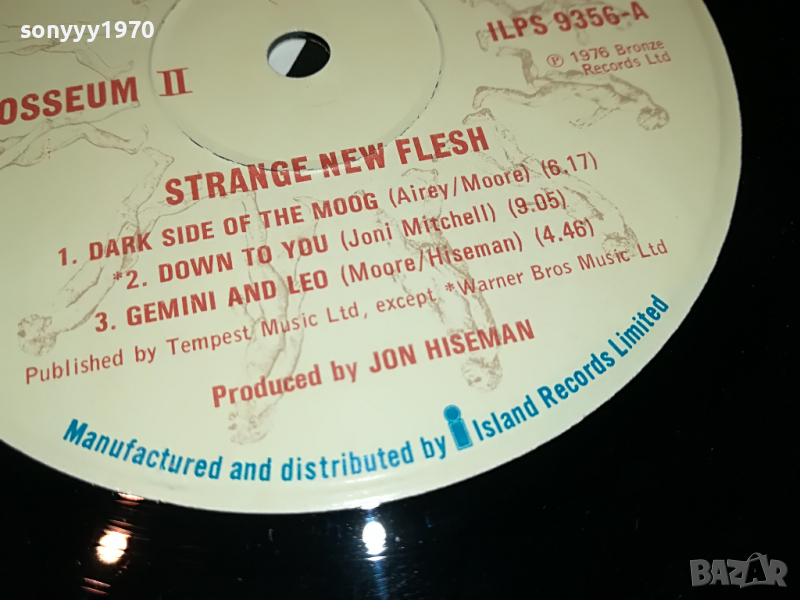 sonyyy1970
OSSEUM II
ILPS 9356-A
℗ 1976 Bronze
Records Ltd
STRANGE NEW FLESH
1. DARK SIDE OF THE MOOG (Airey/Moore) (6.17)
*2. DOWN TO YOU (Joni Mitchell) (9.05)
3. GEMINI AND LEO (Moore/Hiseman) (4.46)
Published by Tempest Music Ltd, except *Warner Bros Music Ltd
Produced by JON HISEMAN
Manufactured and distributed by i Island Records Limited
BAZAR